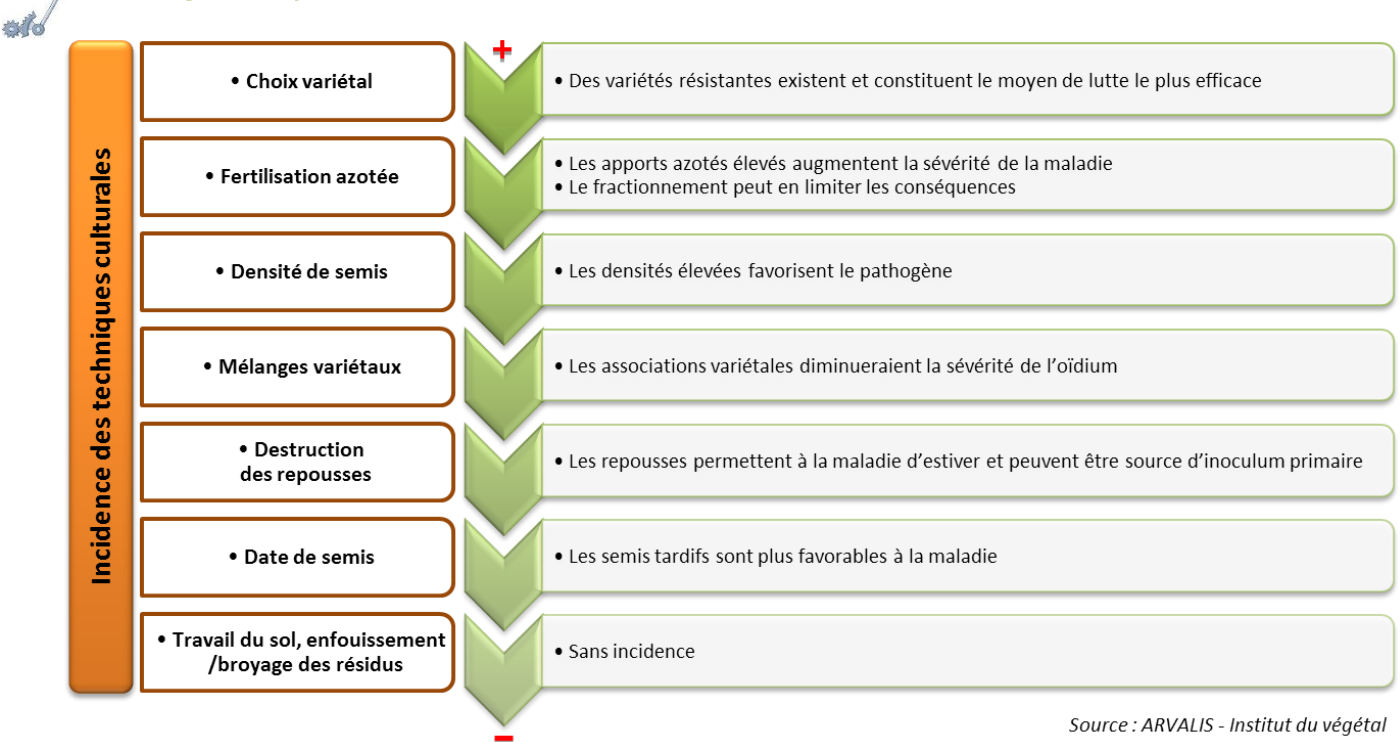 Incidence des techniques culturales
+
• Choix variétal
• Des variétés résistantes existent et constituent le moyen de lutte le plus efficace
• Fertilisation azotée
• Les apports azotés élevés augmentent la sévérité de la maladie
• Le fractionnement peut en limiter les conséquences
• Densité de semis
• Les densités élevées favorisent le pathogène
• Mélanges variétaux
• Les associations variétales diminueraient la sévérité de l’oïdium
• Destruction
des repousses
• Les repousses permettent à la maladie d’estiver et peuvent être source d’inoculum primaire
• Date de semis
• Les semis tardifs sont plus favorables à la maladie
• Travail du sol, enfouissement
/broyage des résidus
• Sans incidence
-
Source : ARVALIS - Institut du végétal